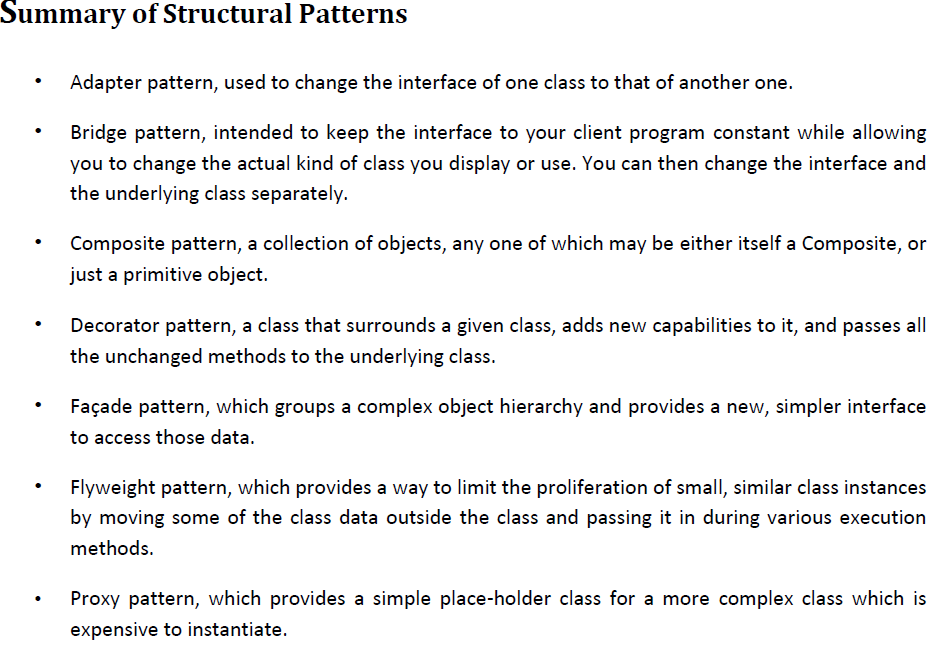 Summary of Structural Patterns
• Adapter pattern, used to change the interface of one class to that of another one.
• Bridge pattern, intended to keep the interface to your client program constant while allowing
you to change the actual kind of class you display or use. You can then change the interface and
the underlying class separately.
• Composite pattern, a collection of objects, any one of which may be either itself a Composite, or
just a primitive object.
• Decorator pattern, a class that surrounds a given class, adds new capabilities to it, and passes all
the unchanged methods to the underlying class.
• Façade pattern, which groups a complex object hierarchy and provides a new, simpler interface
to access those data.
• Flyweight pattern, which provides a way to limit the proliferation of small, similar class instances
by moving some of the class data outside the class and passing it in during various execution
methods.
• Proxy pattern, which provides a simple place-holder class for a more complex class which is
expensive to instantiate.